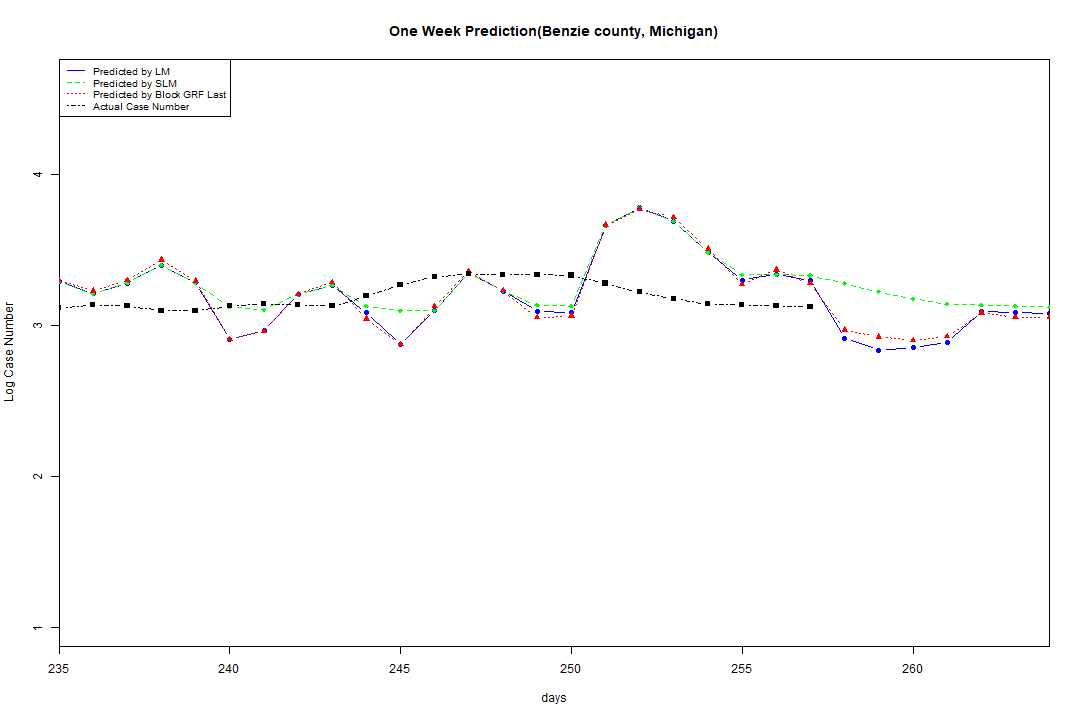 One Week Prediction(Benzie county, Michigan)
Predicted by LM
Predicted by SLM
Predicted by Block GRF Last
Actual Case Number
4
3
2
1
Log Case Number
235 240 245 250 255 260
days